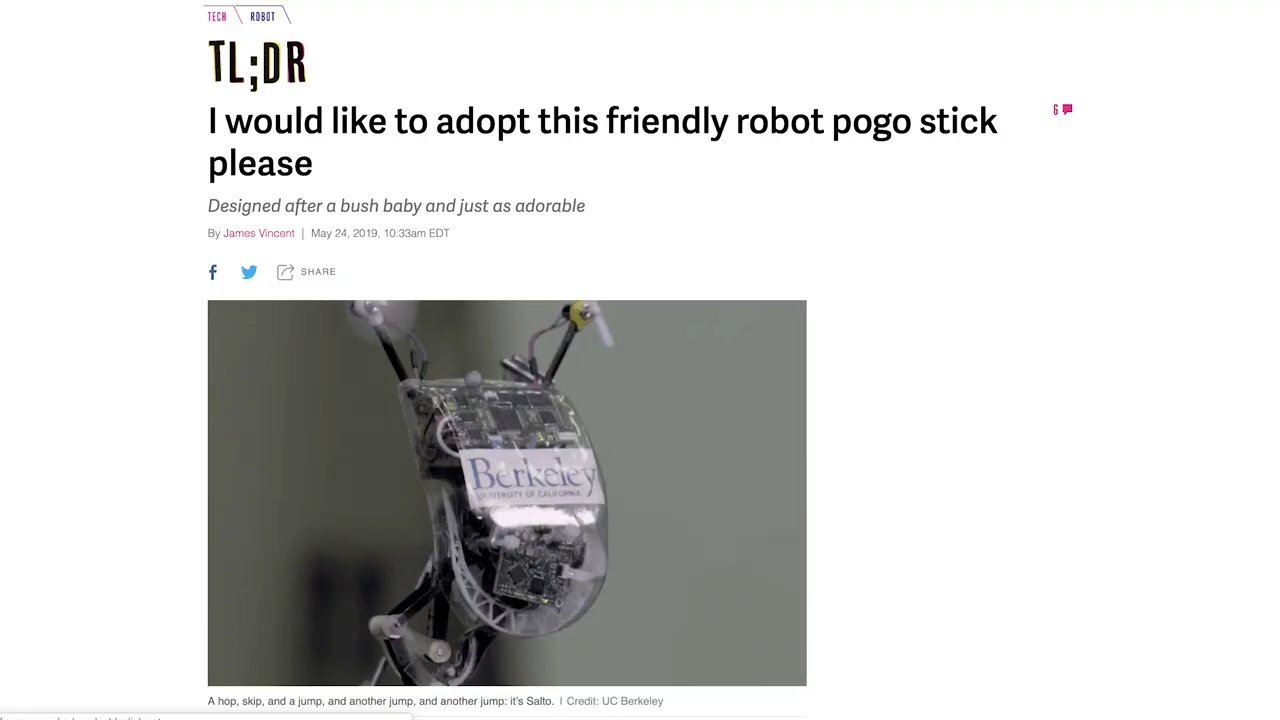 TECH ROBOT
TL;DR
I would like to adopt this friendly robot pogo stick
please
6
Designed after a bush baby and just as adorable
By James Vincent | May 24, 2019, 10:33am EDT
SHARE
Berkeley
UNIVERSITY OF CALIFORNIA
A hop, skip, and a jump, and another jump, and another jump: it's Salto. | Credit: UC Berkeley